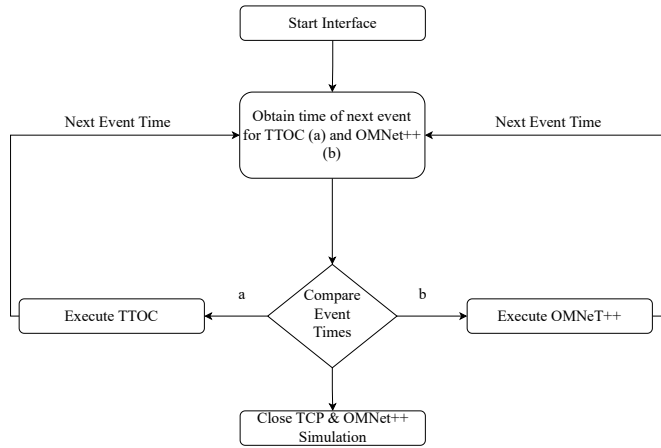 Start Interface
Obtain time of next event
for TTOC (a) and OMNet++
(b)
Next Event Time
Next Event Time
a
Compare
Event
Times
b
Execute TTOC
Execute OMNeT++
Close TCP & OMNet++
Simulation